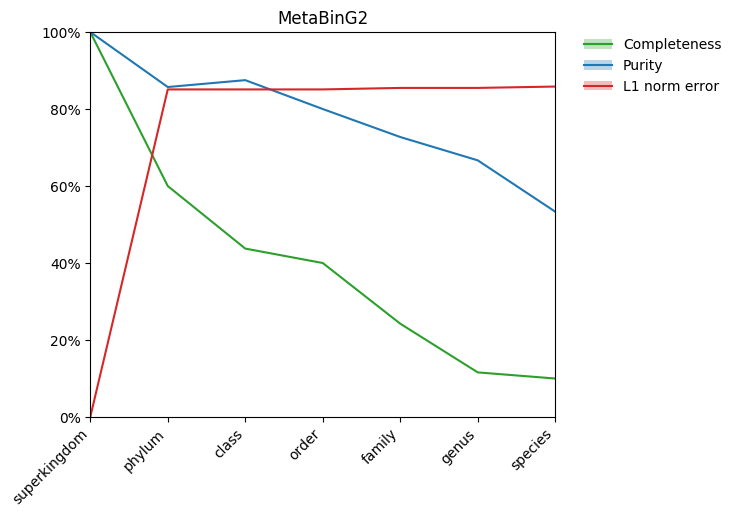 MetaBinG2
100%
80%
60%
40%
20%
0%
superkingdom
phylum
class
order
family
genus
species
Completeness
Purity
L1 norm error